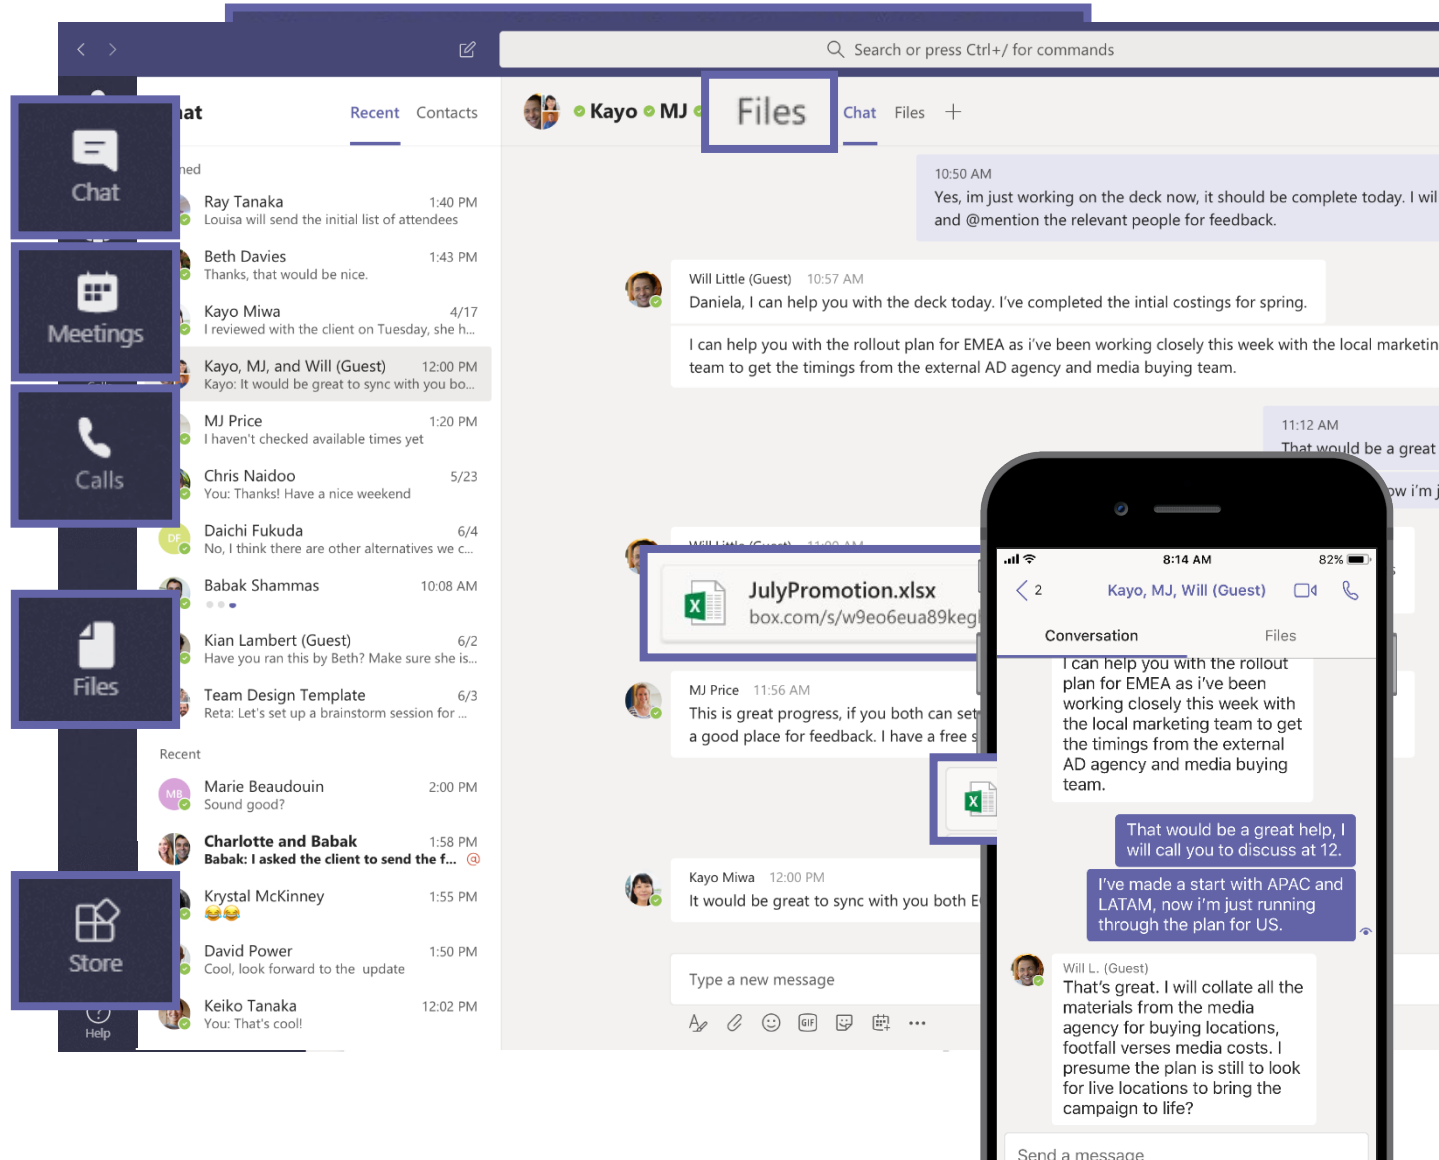 Search or press Ctrl+/ for commands
Chat
Meetings
Calls
Files
Store
Help
Recent Contacts
Ray Tanaka 1:40 PM
Louisa will send the initial list of attendees
Beth Davies 1:43 PM
Thanks, that would be nice.
Kayo Miwa 4/17
I reviewed with the client on Tuesday, she h...
Kayo, MJ, and Will (Guest) 12:00 PM
Kayo: It would be great to sync with you bo...
MJ Price 1:20 PM
I haven't checked available times yet
Chris Naidoo 5/23
You: Thanks! Have a nice weekend
DF
Daichi Fukuda 6/4
No, I think there are other alternatives we c...
Babak Shammas 10:08 AM
Kian Lambert (Guest) 6/2
Have you ran this by Beth? Make sure she is...
Team Design Template 6/3
Reta: Let's set up a brainstorm session for ...
Recent
MB
Marie Beaudouin 2:00 PM
Sound good?
Charlotte and Babak 1:58 PM
Babak: I asked the client to send the f... @
Krystal McKinney 1:55 PM
David Power 1:50 PM
Cool, look forward to the update
Keiko Tanaka 12:02 PM
You: That's cool!
Kayo MJ
Files
Chat Files
10:50 AM
Yes, im just working on the deck now, it should be complete today. I wil
and @mention the relevant people for feedback.
Will Little (Guest) 10:57 AM
Daniela, I can help you with the deck today. I've completed the intial costings for spring.
I can help you with the rollout plan for EMEA as i've been working closely this week with the local marketin
team to get the timings from the external AD agency and media buying team.
11:12 AM
That would be a great
ow i'm j
JulyPromotion.xlsx
box.com/s/w9eo6eua89kegl
MJ Price 11:56 AM
This is great progress, if you both can set
a good place for feedback. I have a free s
Kayo Miwa 12:00 PM
It would be great to sync with you both E
Type a new message
GIF
8:14 AM 82%
2 Kayo, MJ, Will (Guest)
Conversation Files
I can help you with the rollout
plan for EMEA as i've been
working closely this week with
the local marketing team to get
the timings from the external
AD agency and media buying
team.
That would be a great help, I
will call you to discuss at 12.
I've made a start with APAC and
LATAM, now i'm just running
through the plan for US.
Will L. (Guest)
That's great. I will collate all the
materials from the media
agency for buying locations,
footfall verses media costs. I
presume the plan is still to look
for live locations to bring the
campaign to life?
Send a message